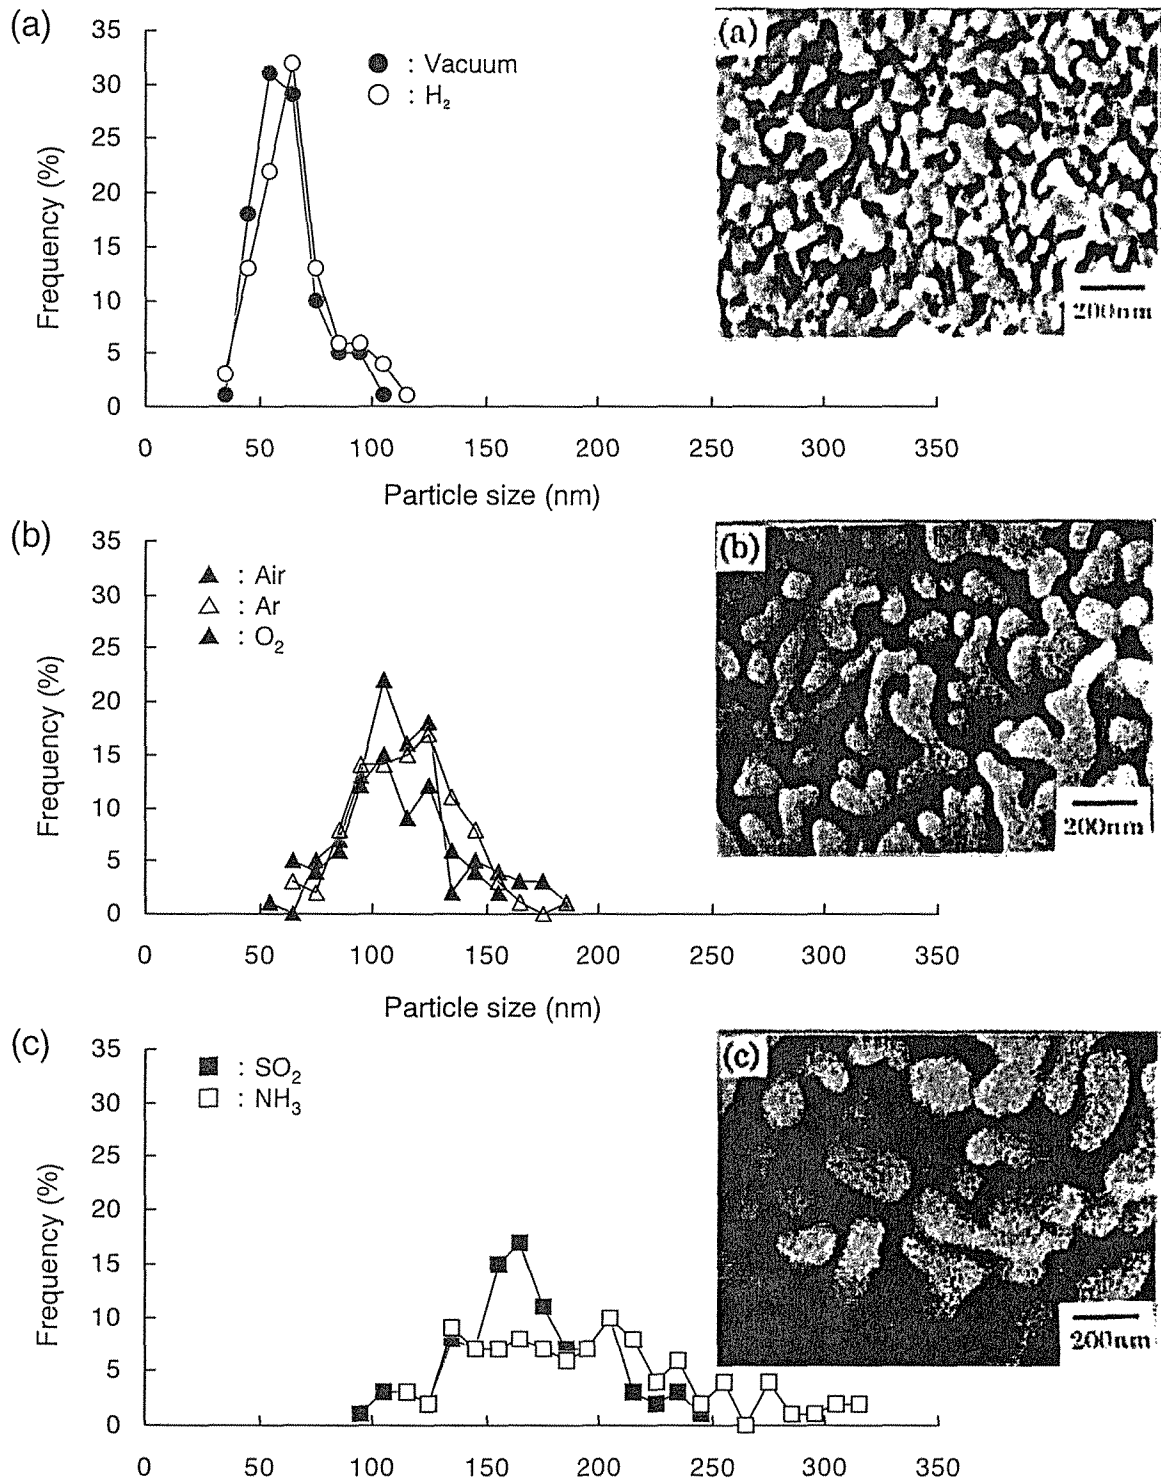 (a)
35
30
25
20
15
10
5
0
Frequency (%)
: Vacuum
: H₂
(a)
200nm
0 50 100 150 200 250 300 350
Particle size (nm)
(b)
35
30
25
20
15
10
5
0
Frequency (%)
: Air
: Ar
: O₂
(b)
200nm
0 50 100 150 200 250 300 350
Particle size (nm)
(c)
35
30
25
20
15
10
5
0
Frequency (%)
: SO₂
: NH₃
(c)
200nm
0 50 100 150 200 250 300 350